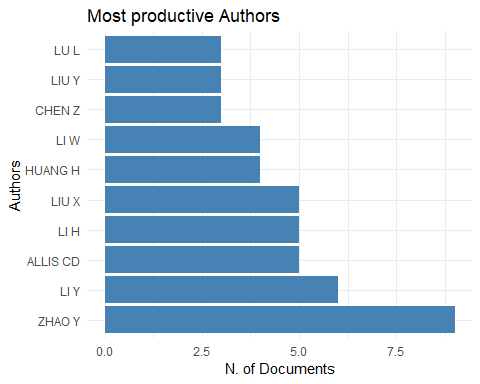 Most productive Authors
LU L
LIU Y
CHEN Z
LI W
HUANG H
LIU X
LI H
ALLIS CD
LI Y
ZHAO Y
Authors
0.0 2.5 5.0 7.5
N. of Documents